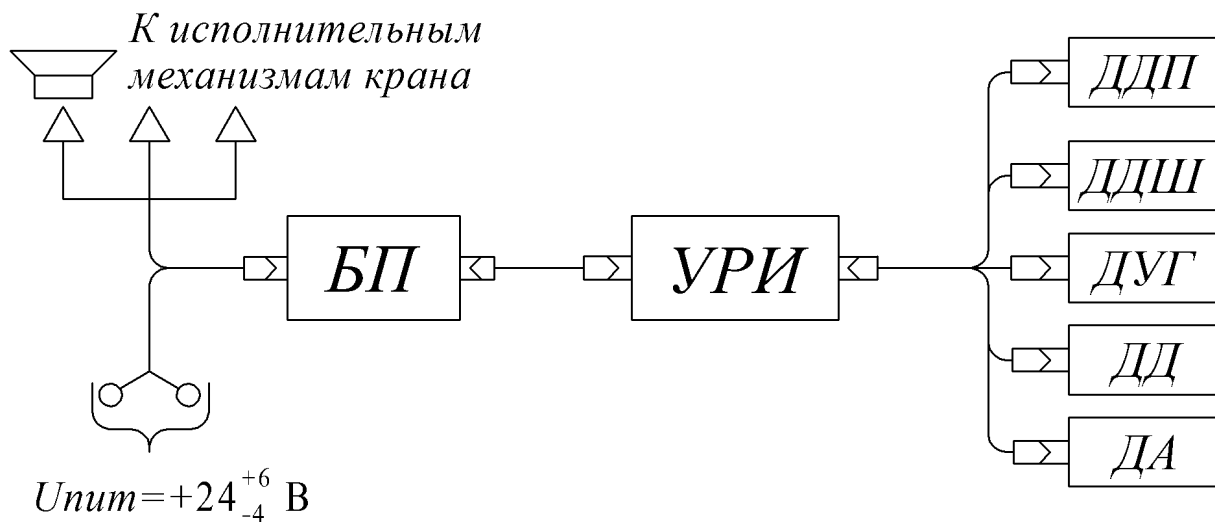 К исполнительным
механизмам крана
ДДП
ДДШ
БП
УРИ
ДУГ
ДД
ДА
Uпит=+24 +6 -4 В